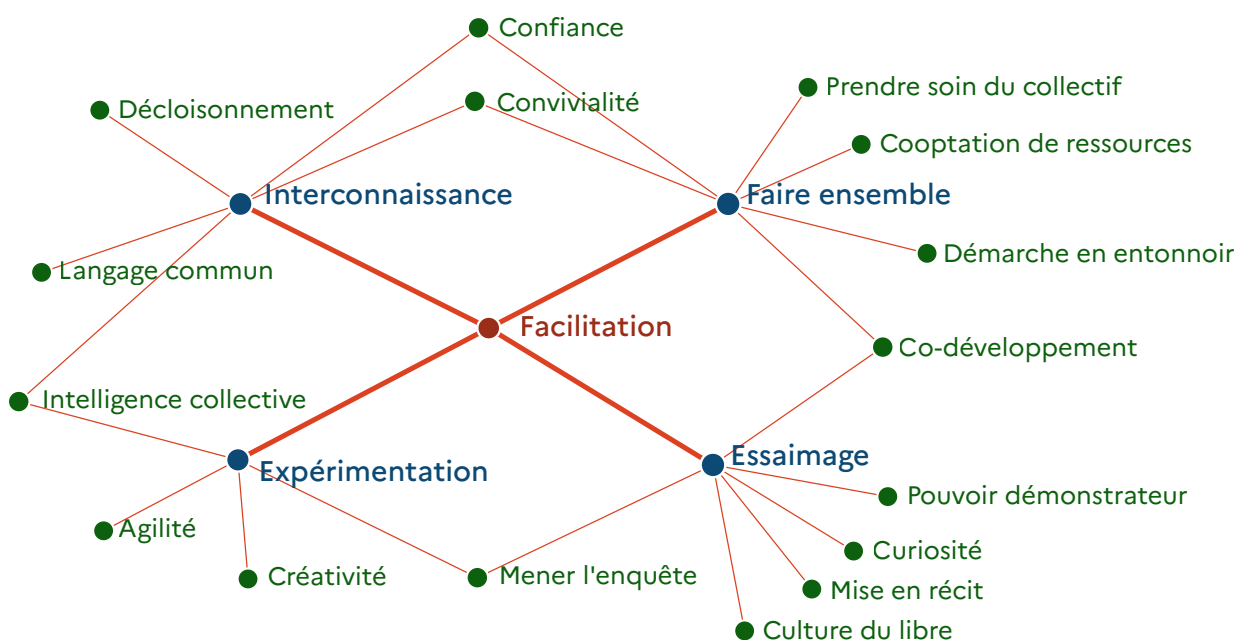 Confiance
Prendre soin du collectif
Décloisonnement
Convivialité
Cooptation de ressources
Interconnaissance
Faire ensemble
Démarche en entonnoir
Langage commun
Facilitation
Co-développement
Intelligence collective
Essaimage
Expérimentation
Pouvoir démonstrateur
Agilité
Curiosité
Créativité
Mener l'enquête
Mise en récit
Culture du libre